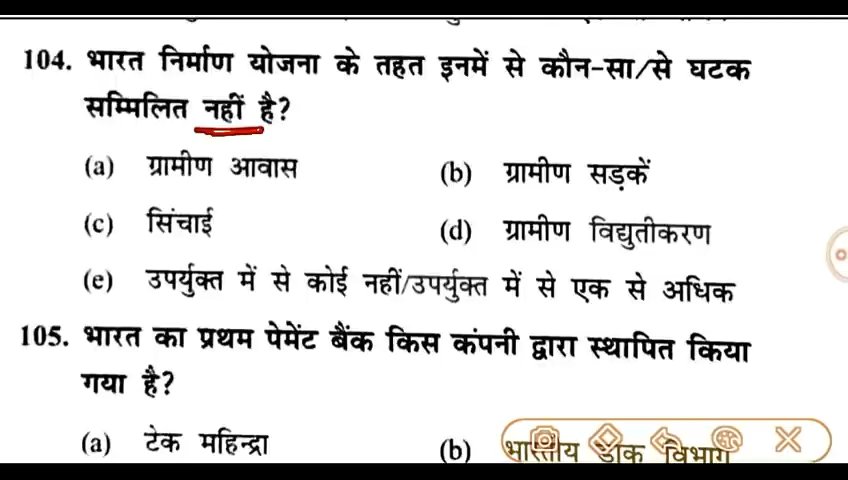 104. भारत निर्माण योजना के तहत इनमें से कौन-सा/से घटक
सम्मिलित नहीं है?
(a) ग्रामीण आवास (b) ग्रामीण सड़कें
(c) सिंचाई (d) ग्रामीण विद्युतीकरण
(e) उपर्युक्त में से कोई नहीं/उपर्युक्त में से एक से अधिक
105. भारत का प्रथम पेमेंट बैंक किस कंपनी द्वारा स्थापित किया
गया है?
(a) टेक महिन्द्रा (b) भारतीय डाक विभाग